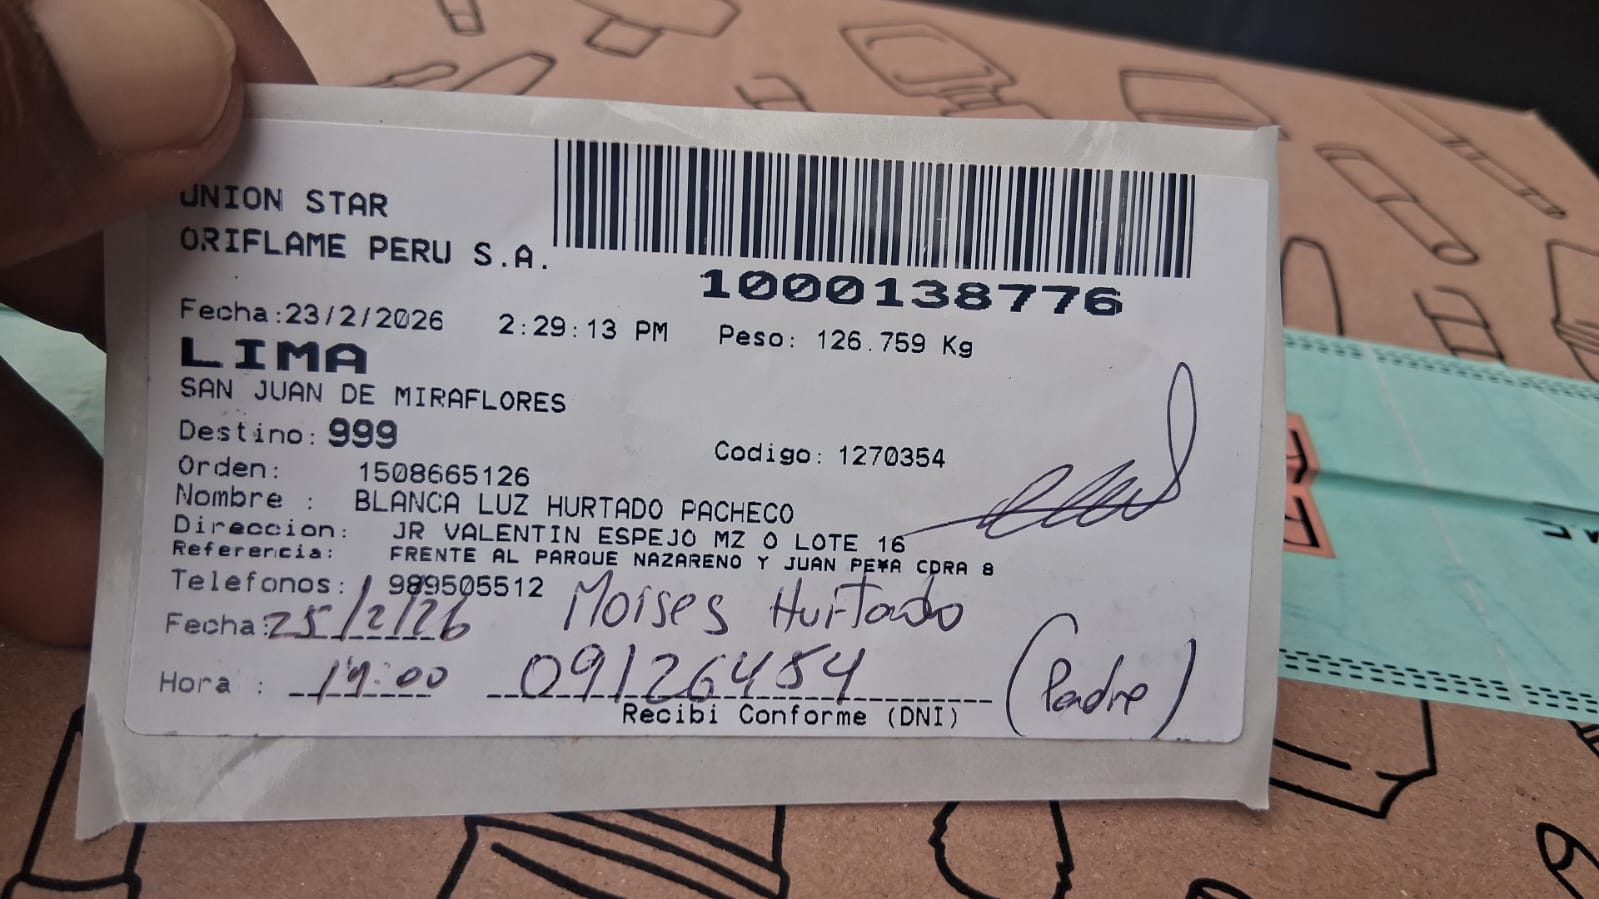 UNION STAR
ORIFLAME PERU S.A.
1000138776
Fecha:23/2/2026 2:29:13 PM Peso: 126.759 Kg
LIMA
SAN JUAN DE MIRAFLORES
Destino: 999
Codigo: 1270354
Orden: 1508665126
Nombre : BLANCA LUZ HURTADO PACHECO
Direccion: JR VALENTIN ESPEJO MZ O LOTE 16
Referencia: FRENTE AL PARQUE NAZARENO Y JUAN PE¥A CDRA 8
Telefonos: 989505512
Moises Hurtado
Fecha: 25/2/26
Hora : 17:00 09126454
(Padre)
Recibi Conforme (DNI)